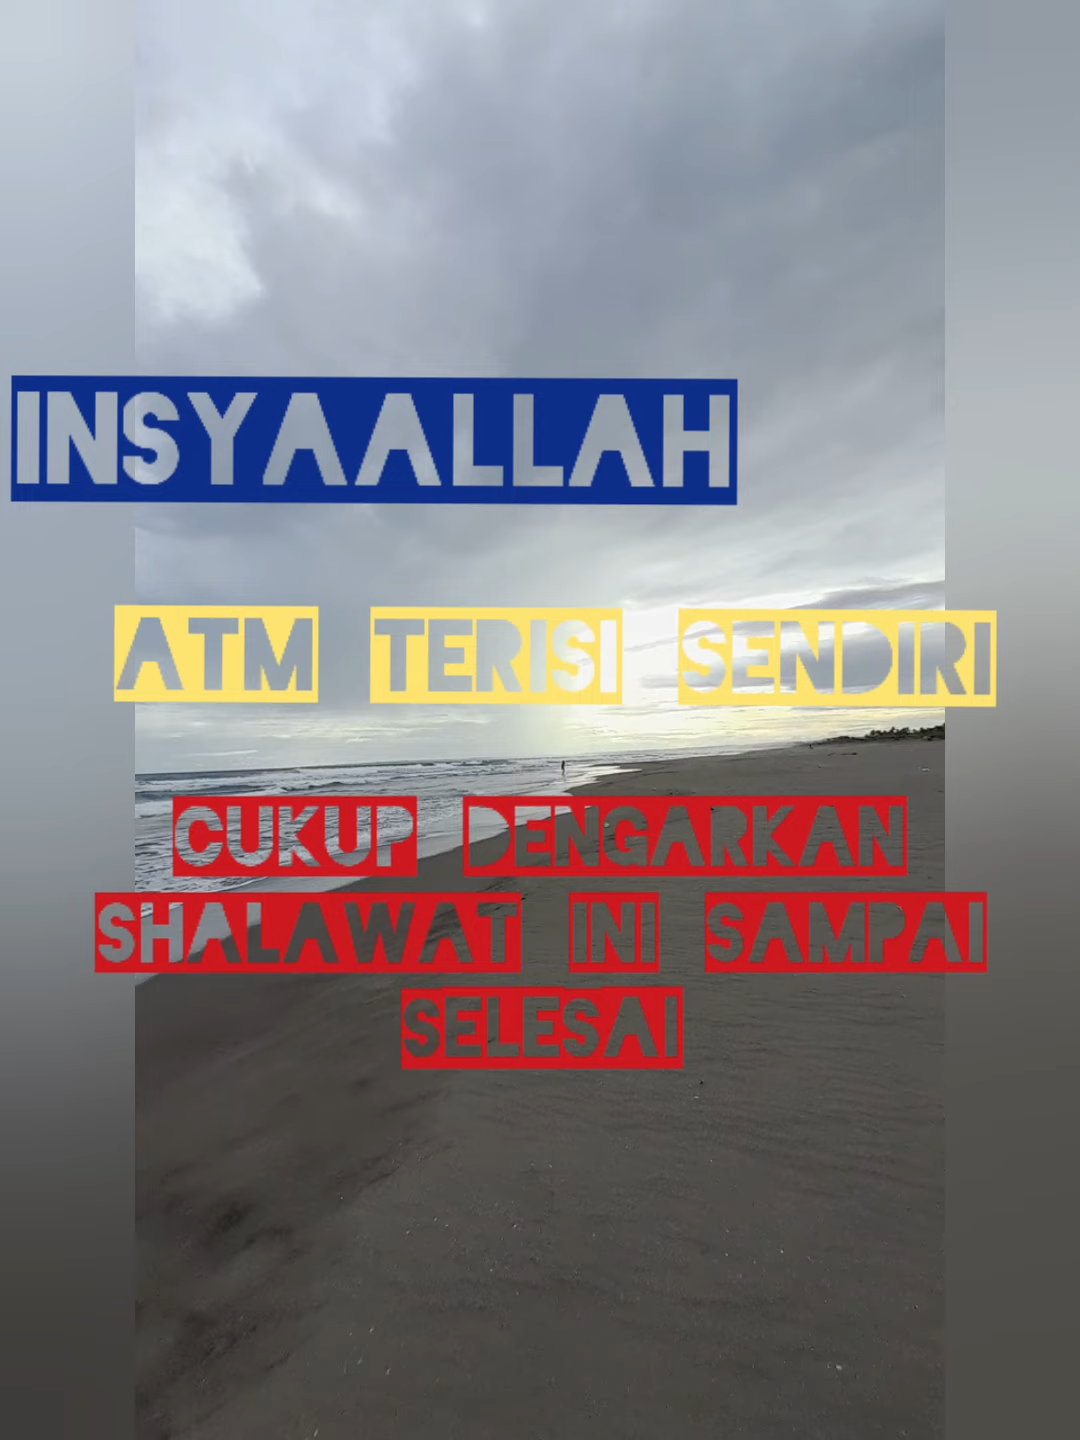 INSYAALLAH
ATM TERISI SENDIRI
CUKUP DENGARKAN
SHALAWAT INI SAMPAI
SELESAI